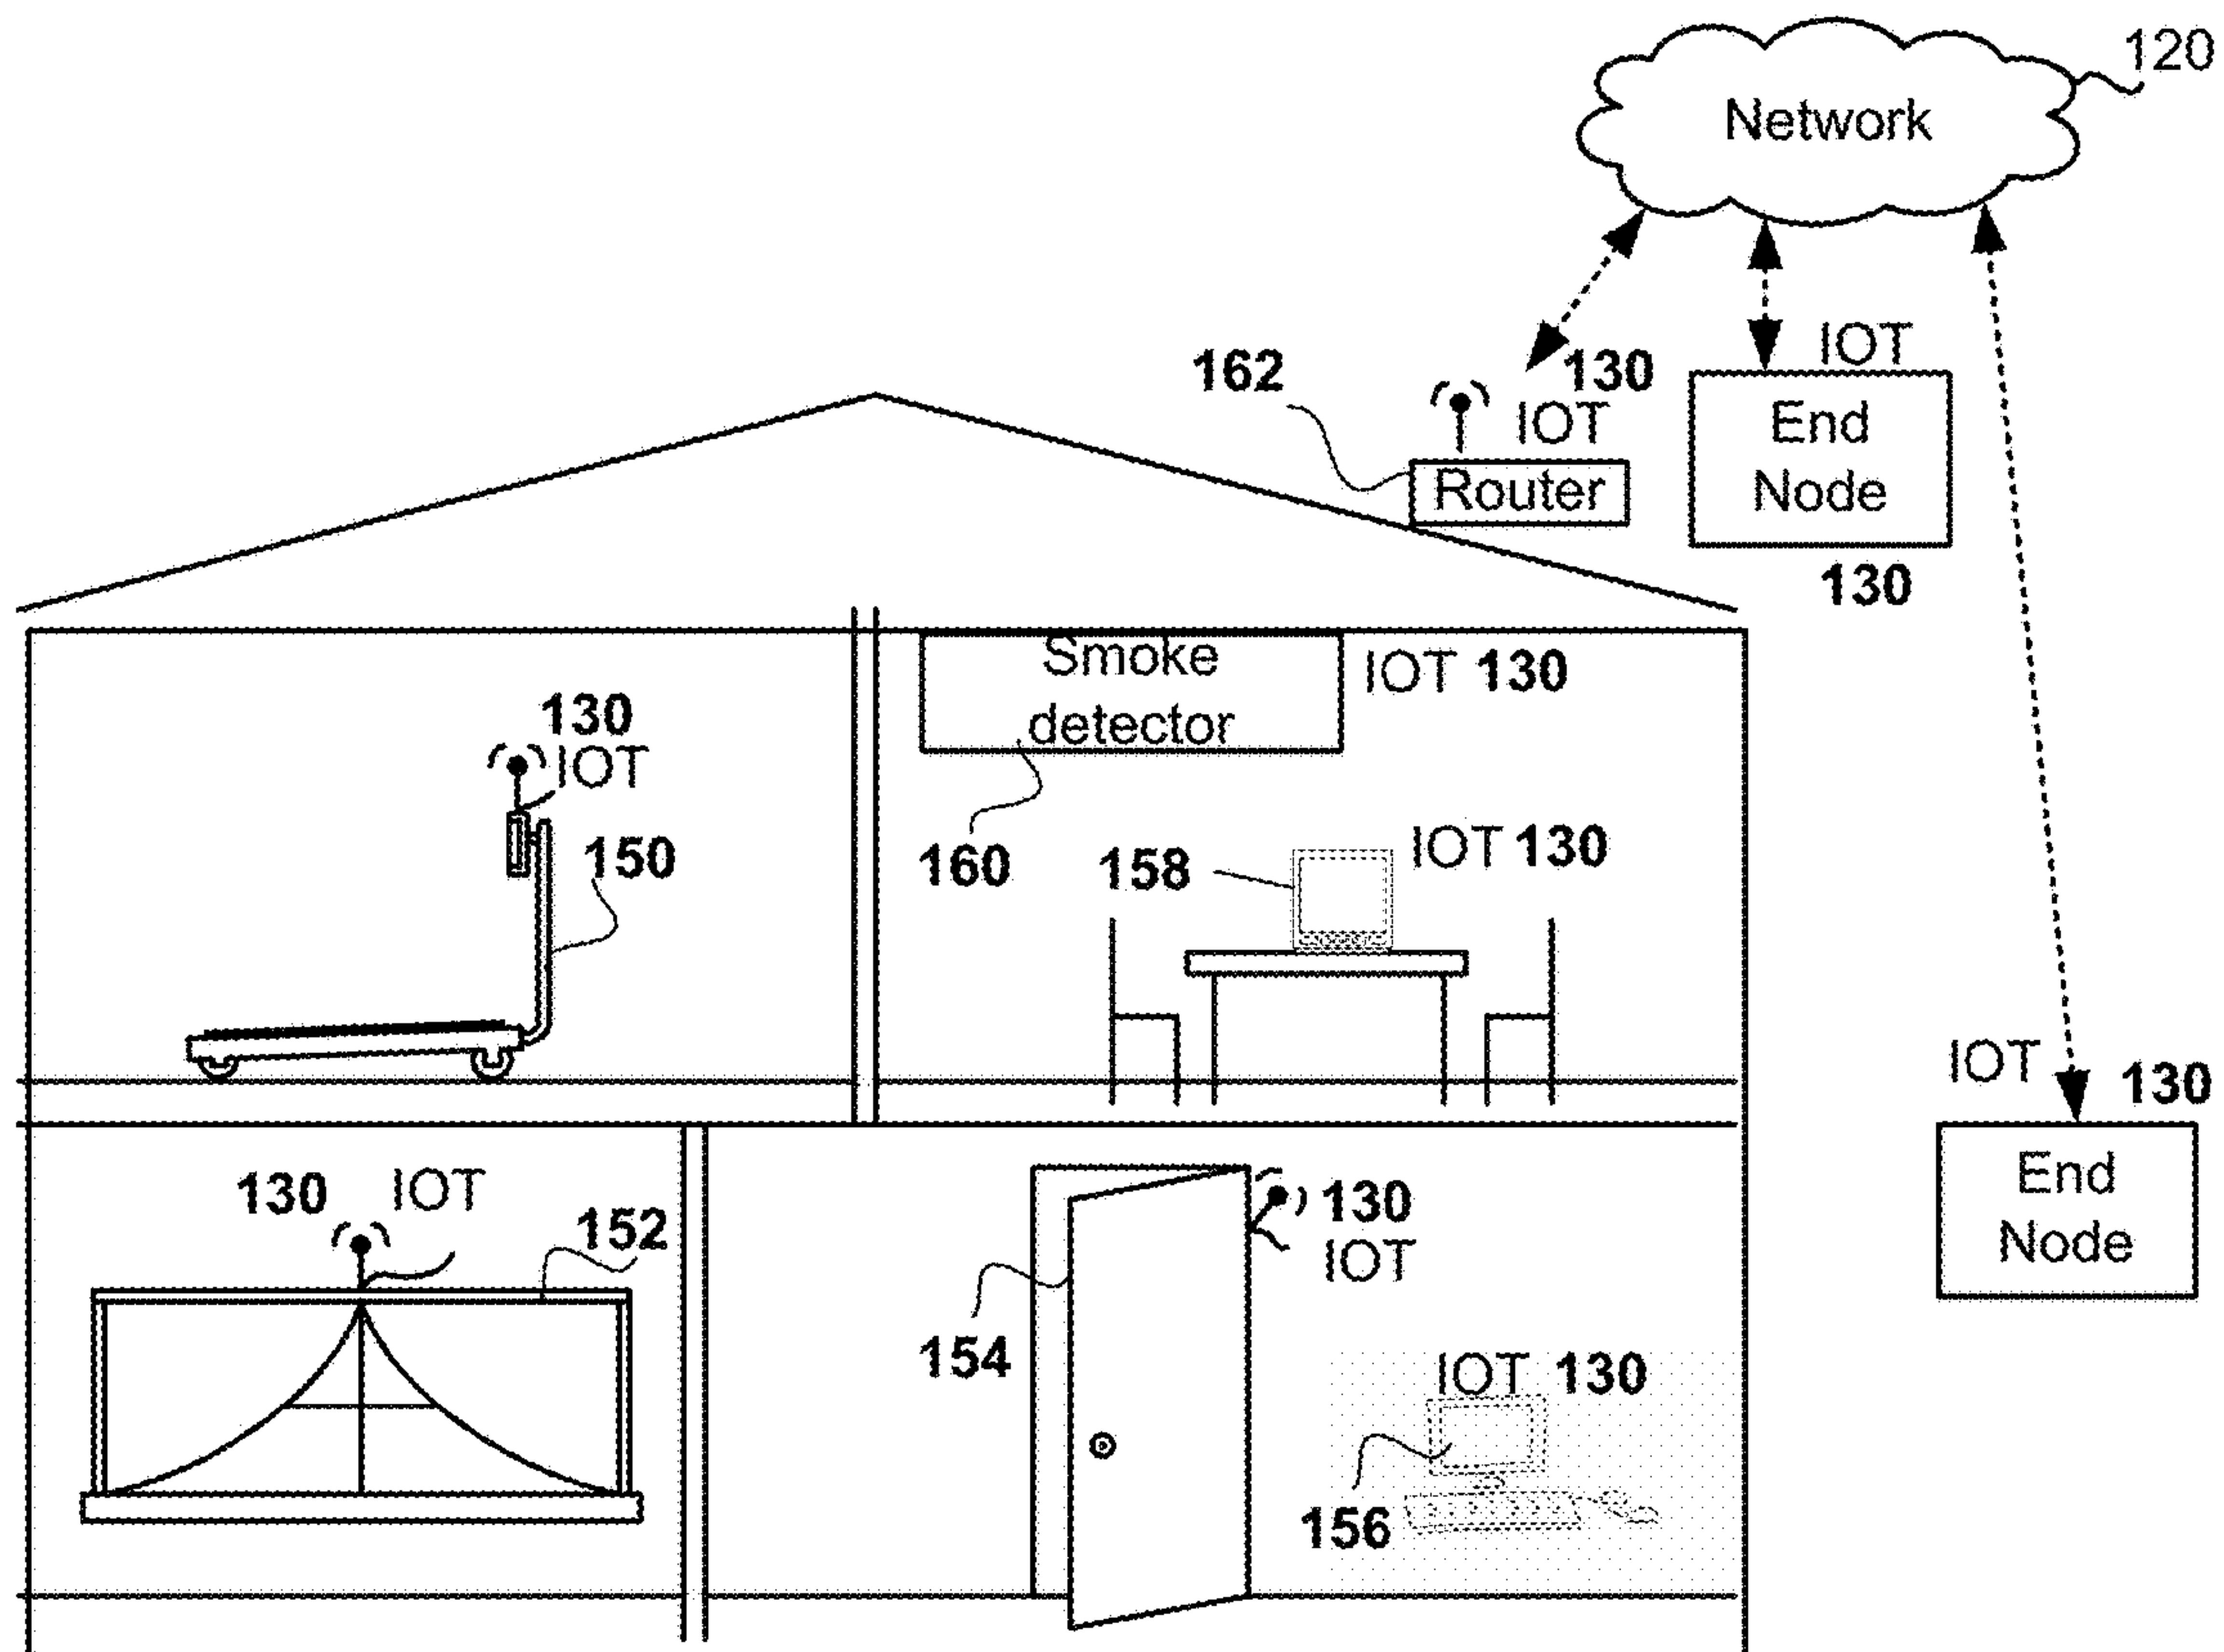 120
Network
IOT
162
130
IOT
End
Node
Router
130
Smoke
detector
IOT 130
130
IOT
150
160
158
IOT 130
IOT
130
End
Node
130
IOT
152
130
IOT
154
IOT 130
156